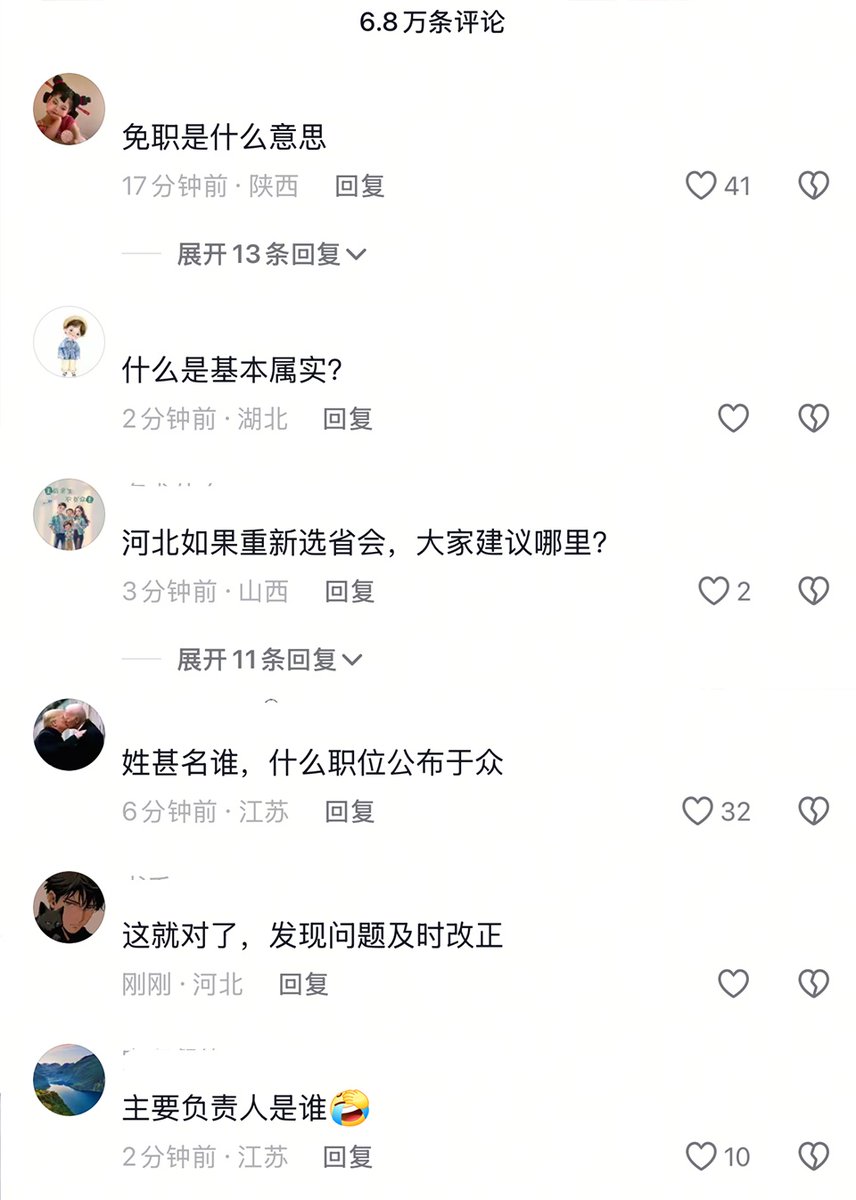 6.8万条评论
免职是什么意思
17分钟前·陕西 回复
41
展开13条回复
什么是基本属实?
2分钟前·湖北 回复
河北如果重新选省会，大家建议哪里?
3分钟前·山西 回复
2
展开11条回复
姓甚名谁，什么职位公布于众
6分钟前·江苏 回复
32
这就对了，发现问题及时改正
刚刚·河北 回复
主要负责人是谁🤣
2分钟前·江苏 回复
10